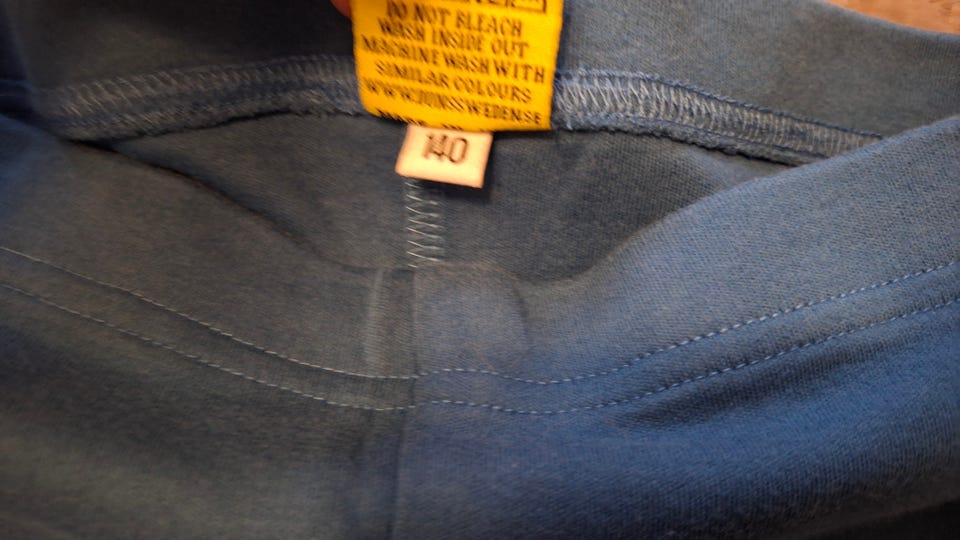 DO NOT BLEACH
WASH INSIDE OUT
MACHINE WASH WITH
SIMILAR COLOURS
140